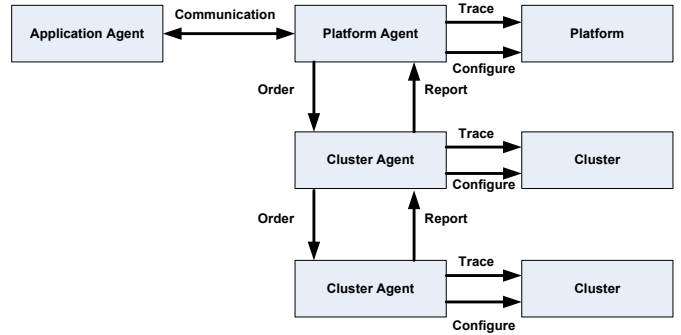 Communication
Trace
Application Agent
Platform Agent
Platform
Configure
Order
Report
Trace
Cluster Agent
Cluster
Configure
Order
Report
Trace
Cluster Agent
Cluster
Configure